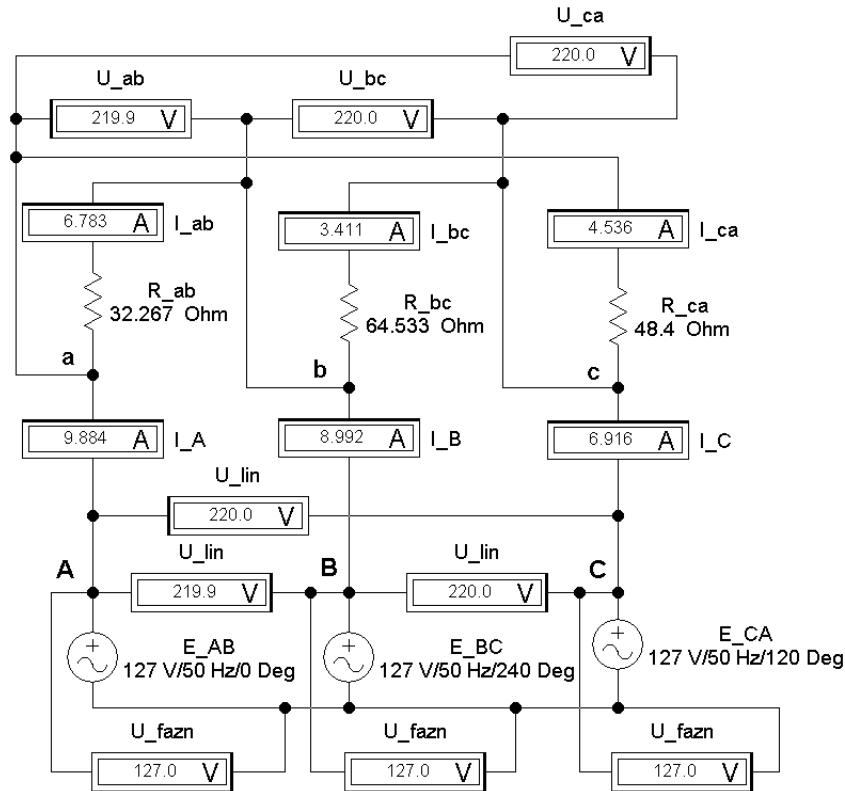 U_ca
220.0 V
U_ab
U_bc
219.9 V
220.0 V
6.783 A
I_ab
3.411 A
I_bc
4.536 A
I_ca
R_ab
32.267 Ohm
R_bc
64.533 Ohm
R_ca
48.4 Ohm
a
b
c
9.884 A
I_A
8.992 A
I_B
6.916 A
I_C
U_lin
220.0 V
U_lin
U_lin
A
219.9 V
B
220.0 V
C
E_AB
127 V/50 Hz/0 Deg
E_BC
127 V/50 Hz/240 Deg
E_CA
127 V/50 Hz/120 Deg
U_fazn
U_fazn
U_fazn
127.0 V
127.0 V
127.0 V